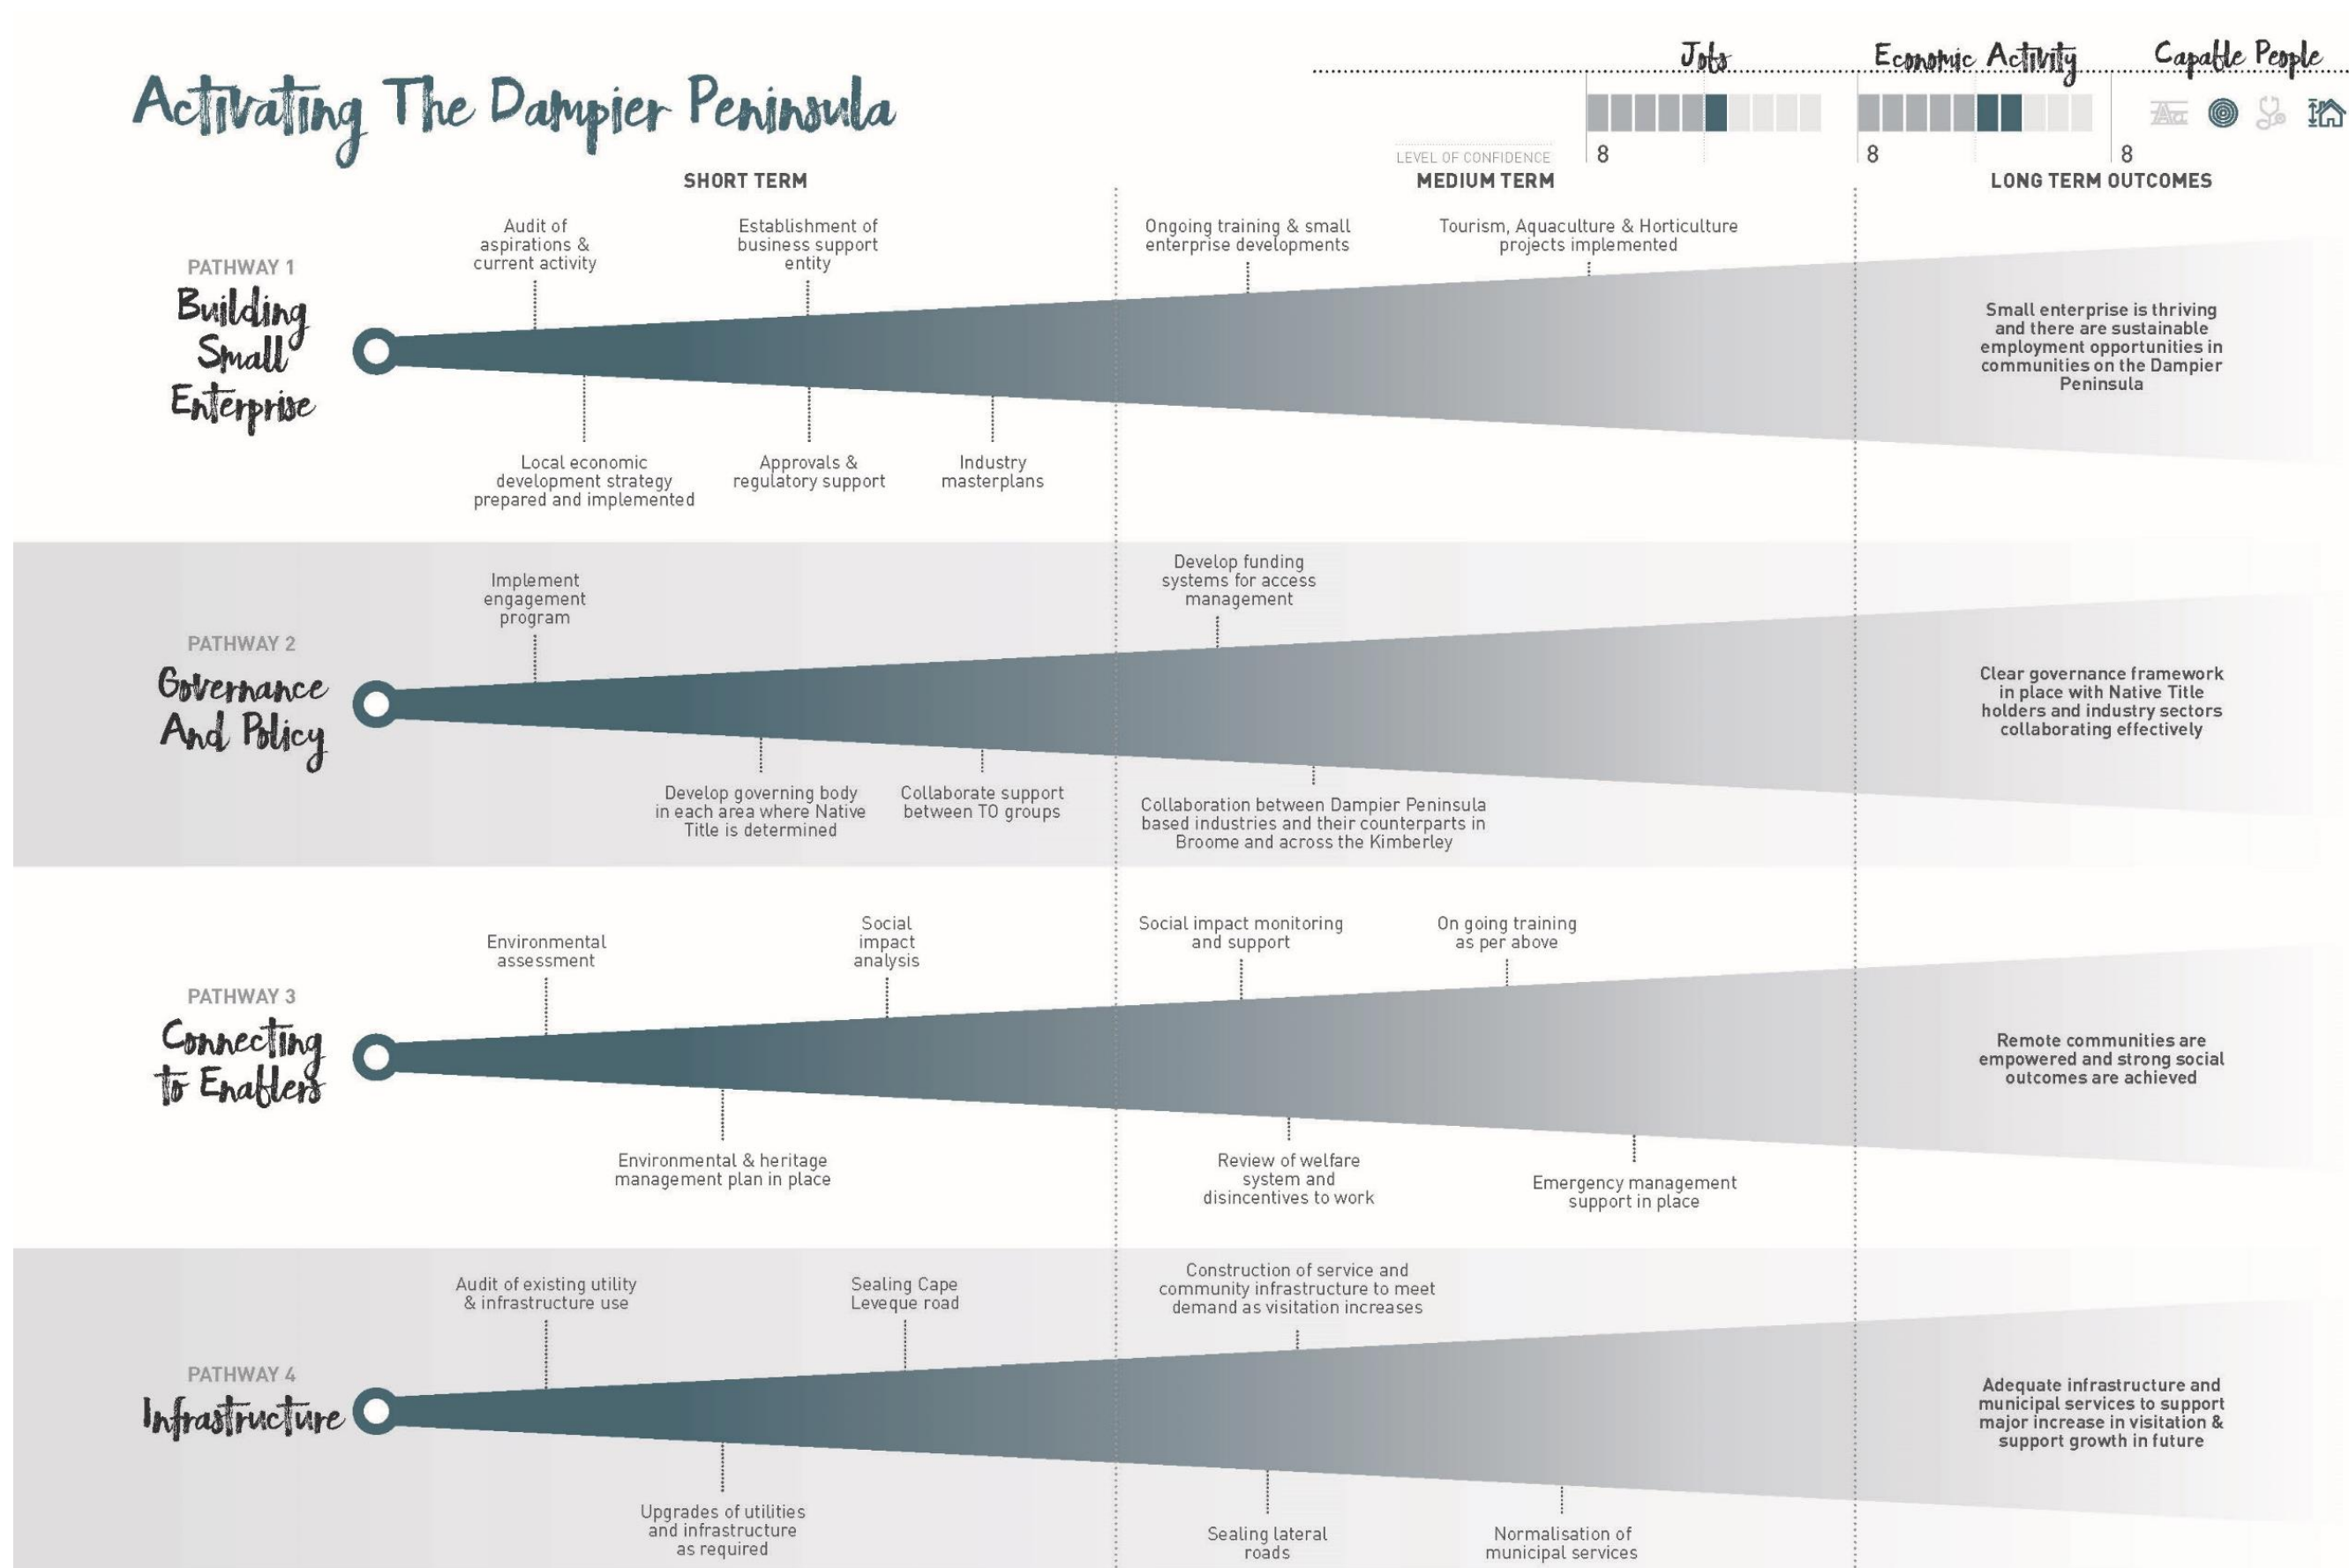 Activating The Dampier Peninsula
Jobs
Economic Activity
Capable People
LEVEL OF CONFIDENCE
8
8
8
SHORT TERM
MEDIUM TERM
LONG TERM OUTCOMES
PATHWAY 1
Building
Small
Enterprise
Audit of
aspirations &
current activity
Establishment of
business support
entity
Ongoing training & small
enterprise developments
Tourism, Aquaculture & Horticulture
projects implemented
Local economic
development strategy
prepared and implemented
Approvals &
regulatory support
Industry
masterplans
Small enterprise is thriving
and there are sustainable
employment opportunities in
communities on the Dampier
Peninsula
PATHWAY 2
Governance
And Policy
Implement
engagement
program
Develop funding
systems for access
management
Develop governing body
in each area where Native
Title is determined
Collaborate support
between TO groups
Collaboration between Dampier Peninsula
based industries and their counterparts in
Broome and across the Kimberley
Clear governance framework
in place with Native Title
holders and industry sectors
collaborating effectively
PATHWAY 3
Connecting
to Enablers
Environmental
assessment
Social
impact
analysis
Social impact monitoring
and support
On going training
as per above
Environmental & heritage
management plan in place
Review of welfare
system and
disincentives to work
Emergency management
support in place
Remote communities are
empowered and strong social
outcomes are achieved
PATHWAY 4
Infrastructure
Audit of existing utility
& infrastructure use
Sealing Cape
Leveque road
Construction of service and
community infrastructure to meet
demand as visitation increases
Upgrades of utilities
and infrastructure
as required
Sealing lateral
roads
Normalisation of
municipal services
Adequate infrastructure and
municipal services to support
major increase in visitation &
support growth in future